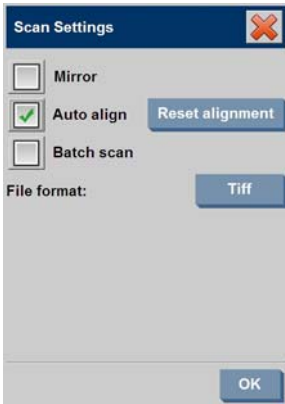 Scan Settings
Mirror
Auto align Reset alignment
Batch scan
File format: Tiff
OK